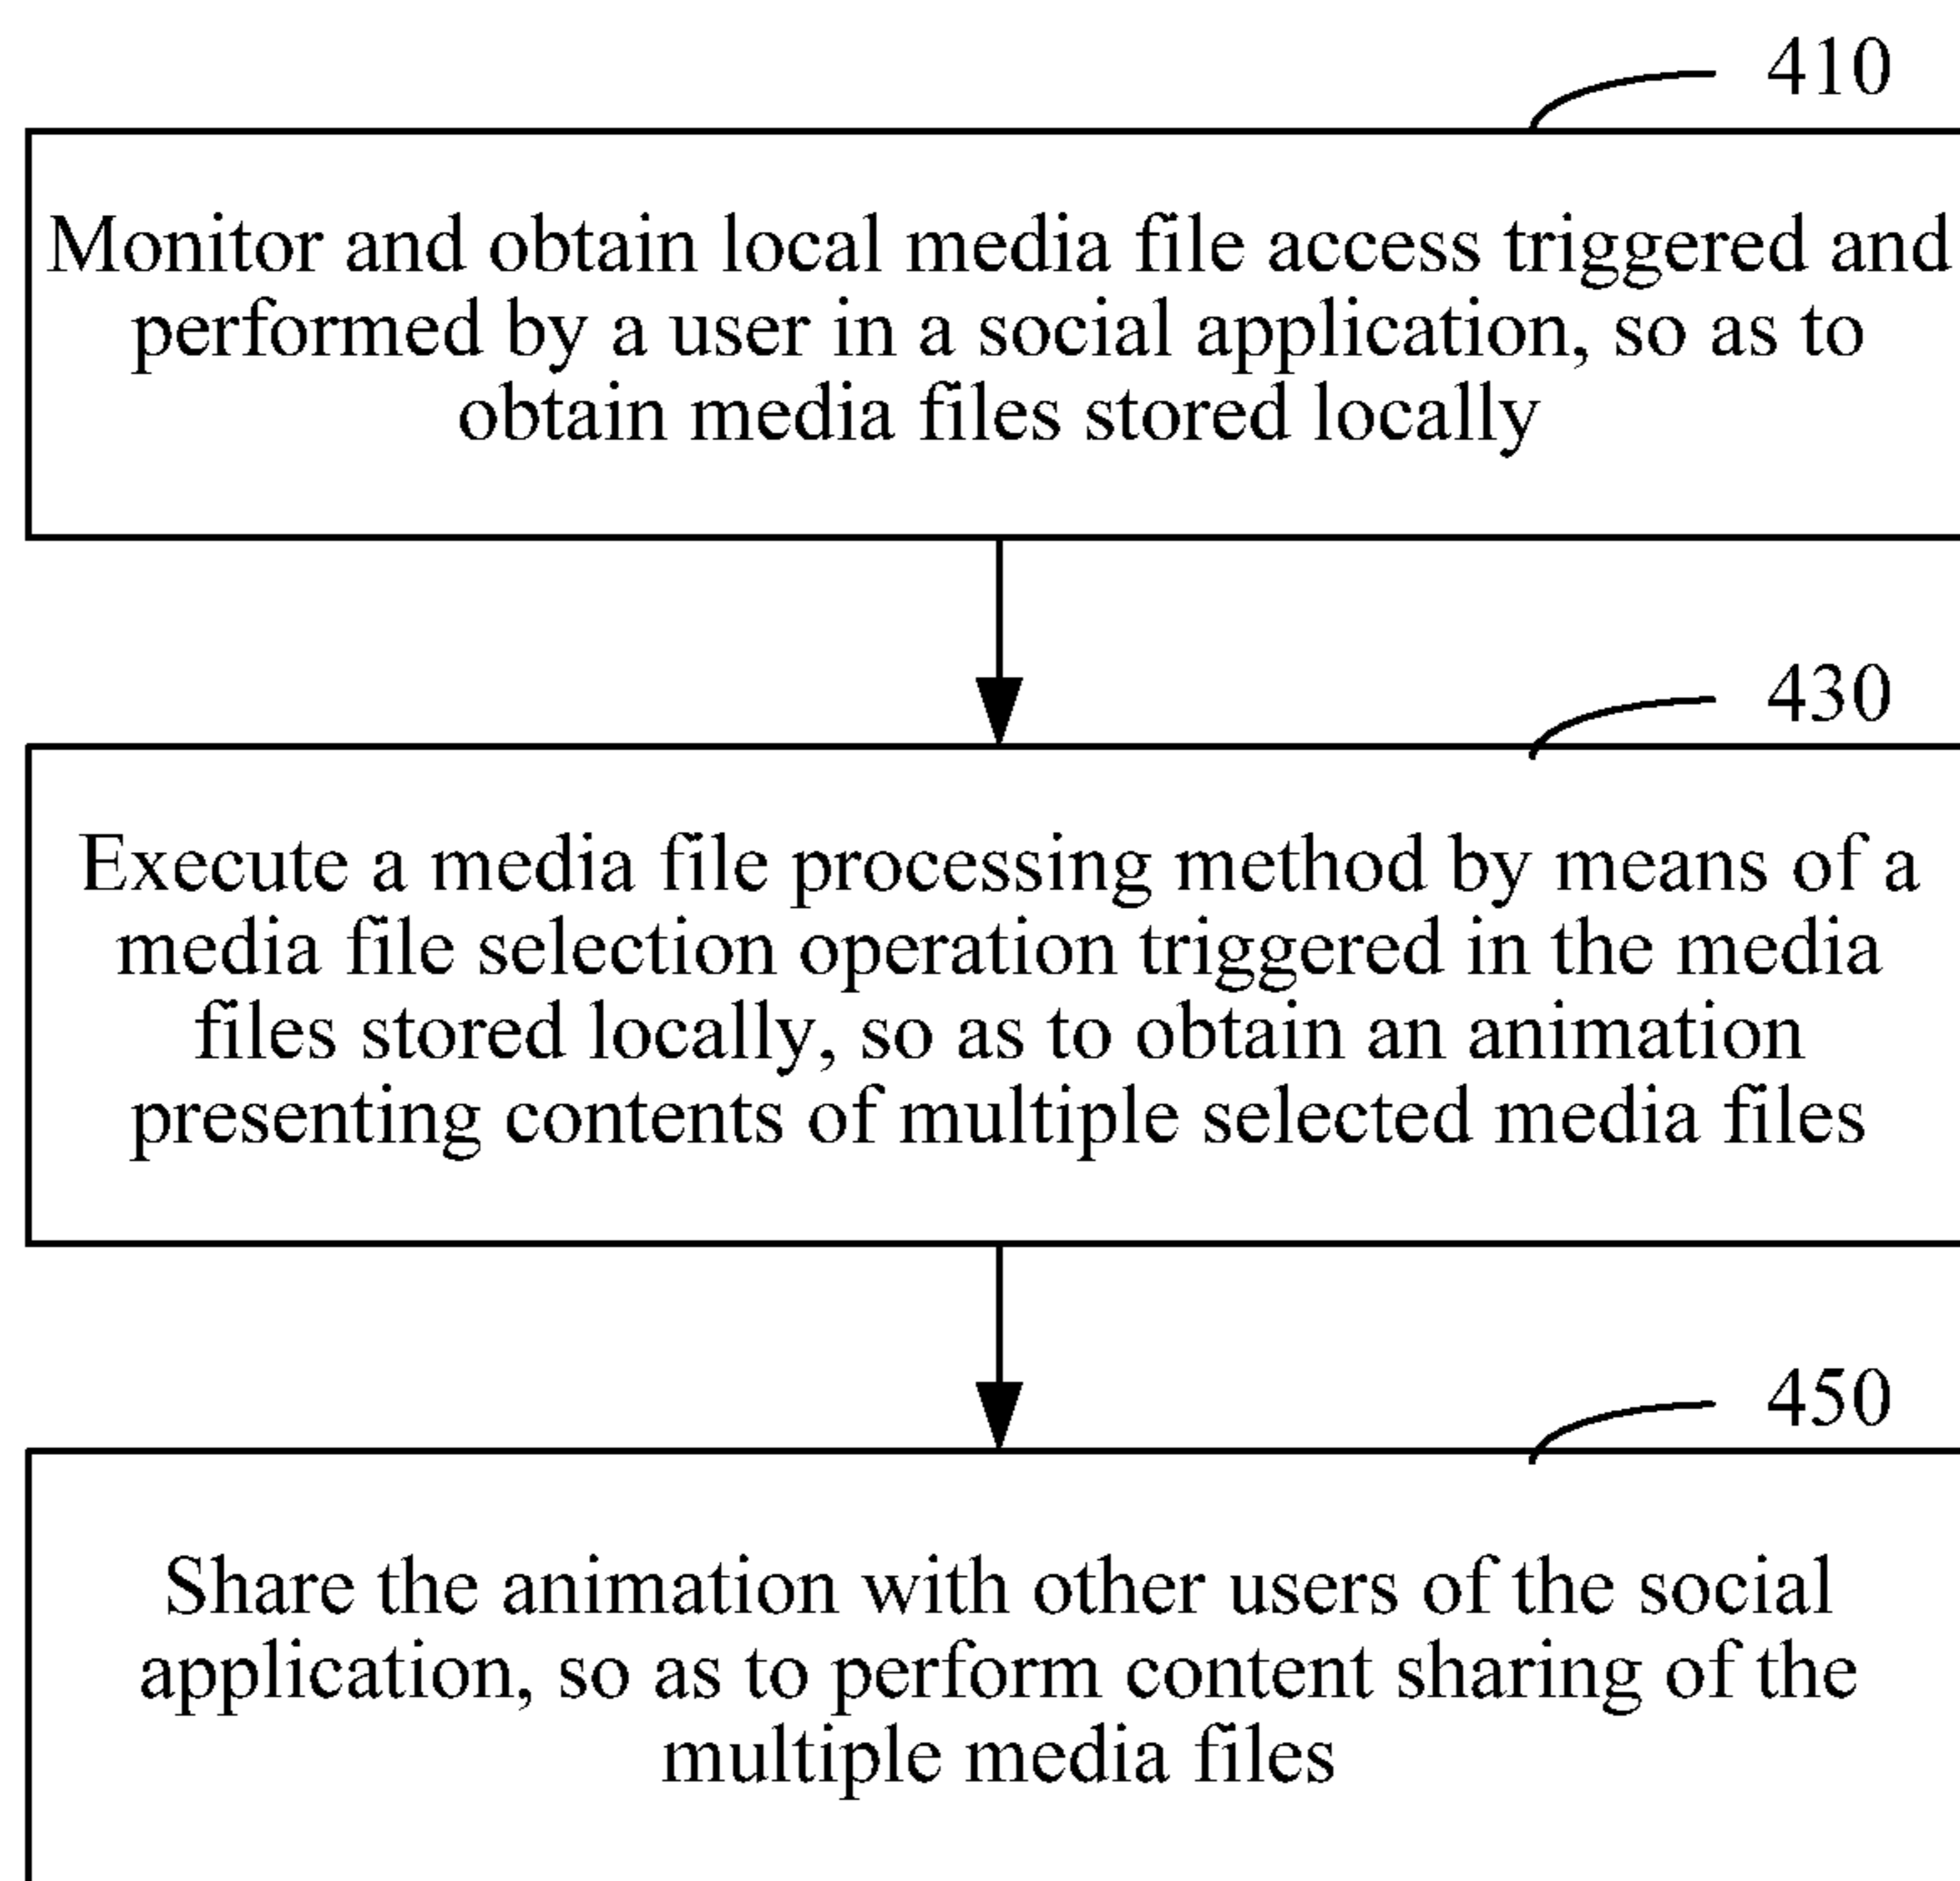 410
Monitor and obtain local media file access triggered and
performed by a user in a social application, so as to
obtain media files stored locally
430
Execute a media file processing method by means of a
media file selection operation triggered in the media
files stored locally, so as to obtain an animation
presenting contents of multiple selected media files
450
Share the animation with other users of the social
application, so as to perform content sharing of the
multiple media files